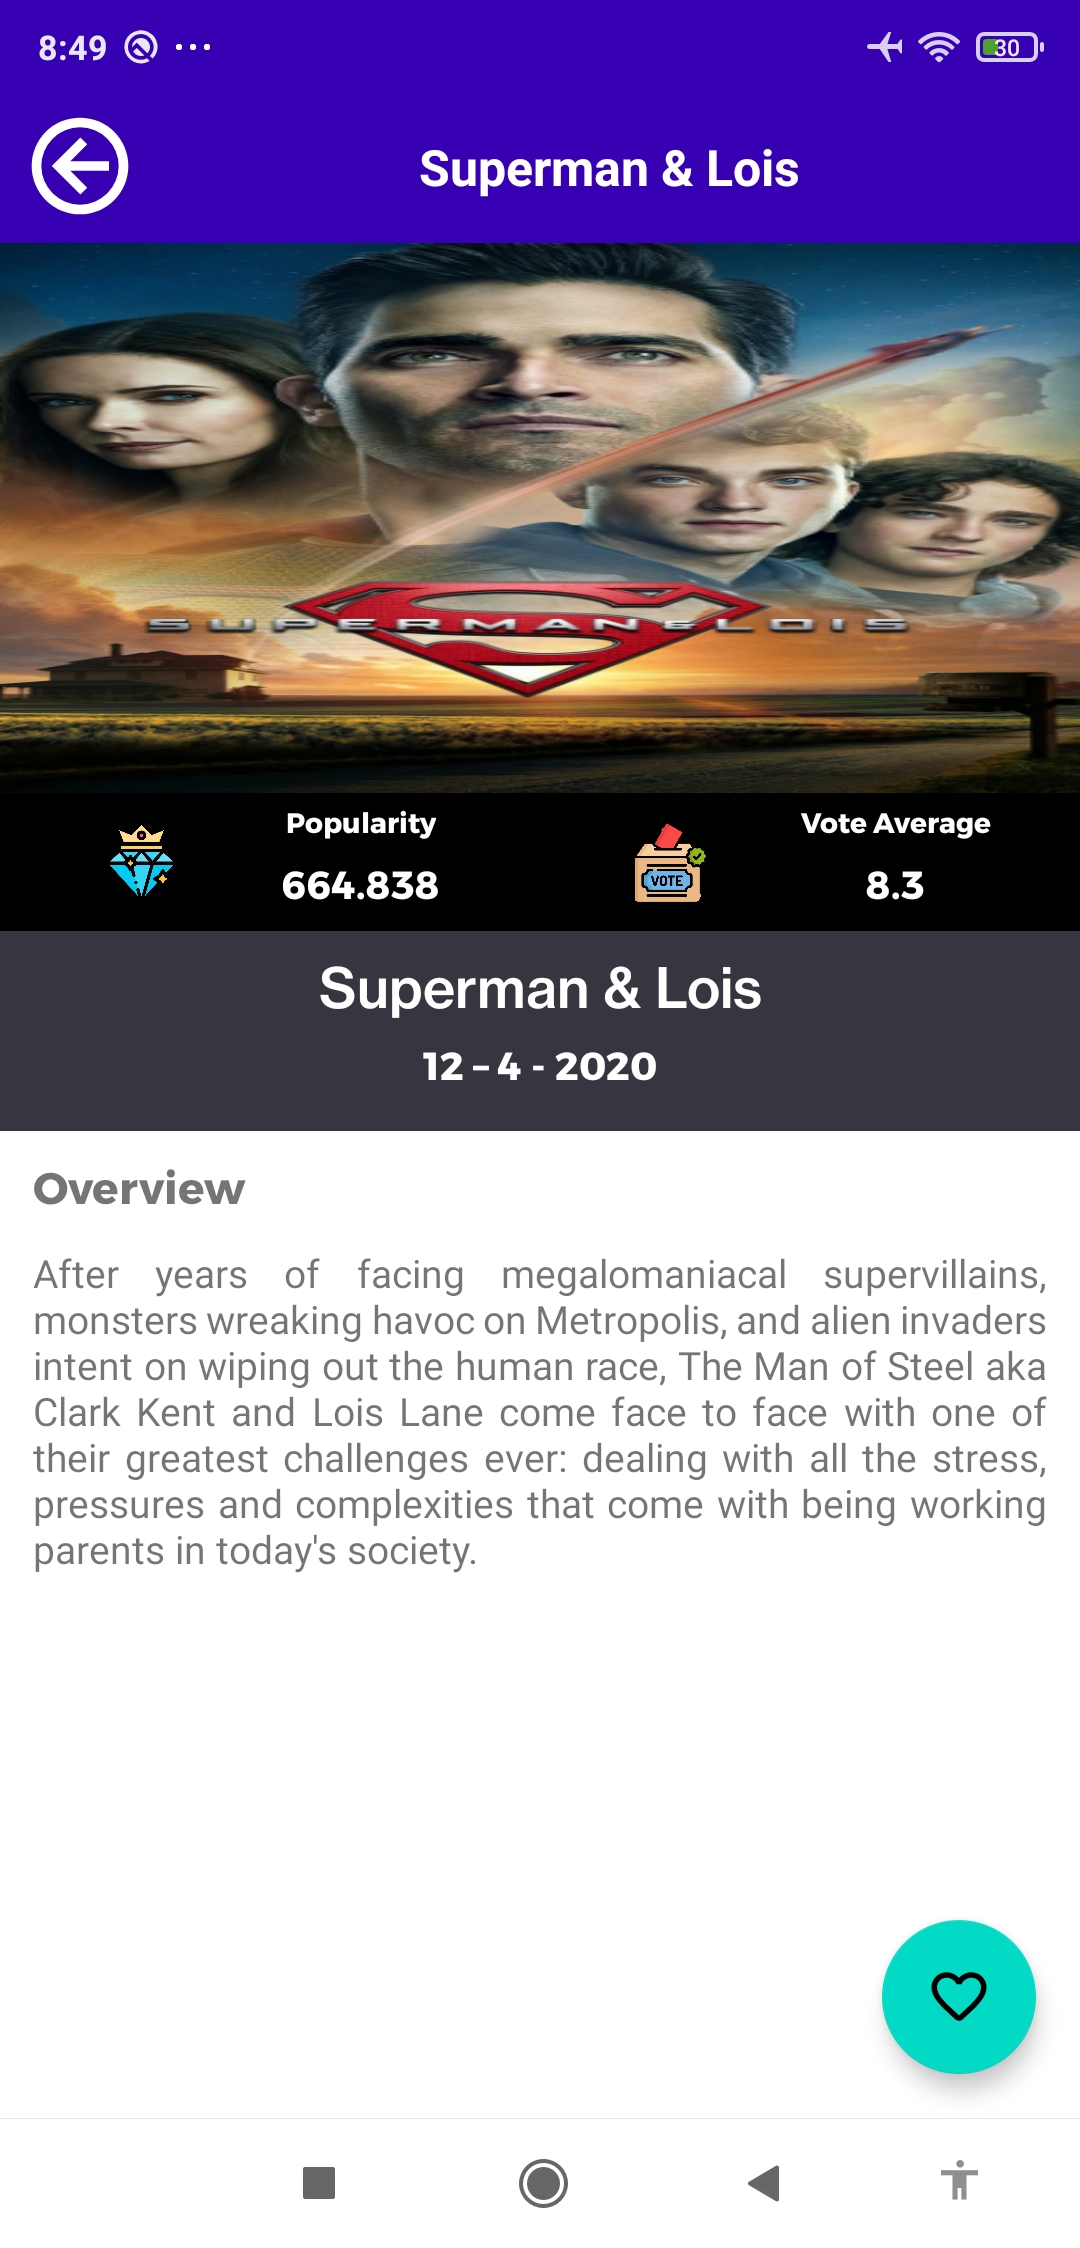 8:49
30
Superman & Lois
SUPERMAN & LOIS
Popularity
664.838
VOTE
Vote Average
8.3
Superman & Lois
12 – 4 - 2020
Overview
After years of facing megalomaniacal supervillains,
monsters wreaking havoc on Metropolis, and alien invaders
intent on wiping out the human race, The Man of Steel aka
Clark Kent and Lois Lane come face to face with one of
their greatest challenges ever: dealing with all the stress,
pressures and complexities that come with being working
parents in today's society.